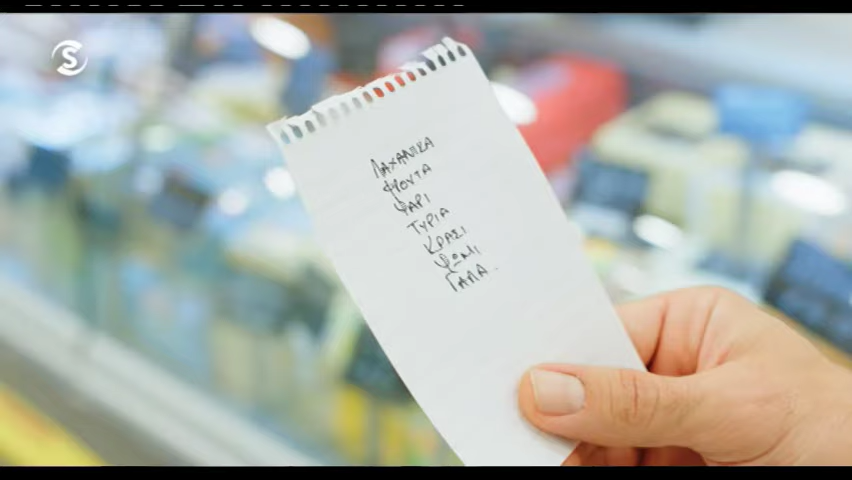 S
ΛΑΧΑΝΙΚΑ
ΦΡΟΥΤΑ
ΨΑΡΙ
ΤΥΡΙΑ
ΚΡΑΣΙ
ΨΩΜΙ
ΓΑΛΑ.